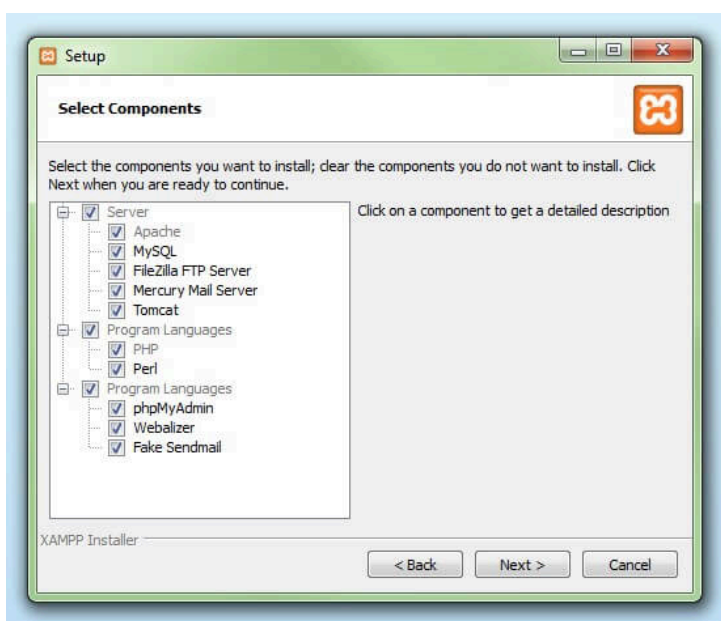 Setup
Select Components
Select the components you want to install; clear the components you do not want to install. Click
Next when you are ready to continue.
Server
Apache
MySQL
FileZilla FTP Server
Mercury Mail Server
Tomcat
Program Languages
PHP
Perl
Program Languages
phpMyAdmin
Webalizer
Fake Sendmail
Click on a component to get a detailed description
XAMPP Installer
< Back
Next >
Cancel